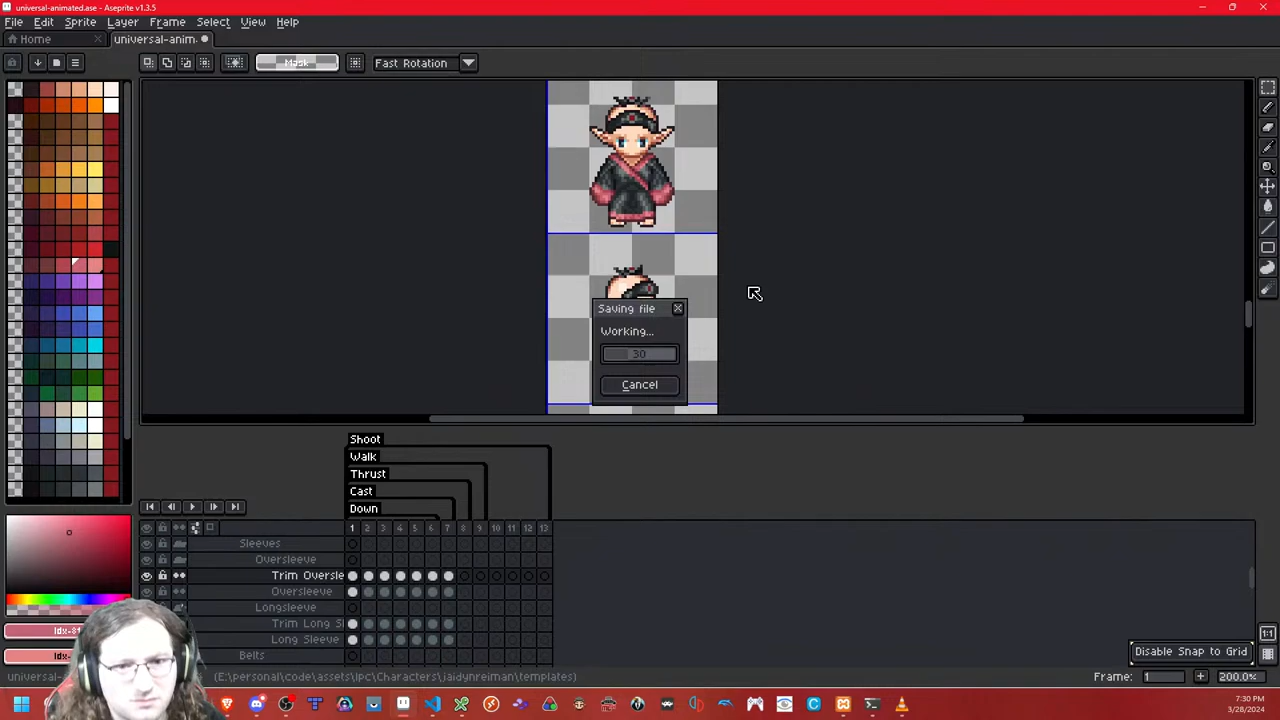 universal-animated.ase - Aseprite v1.3.5
File Edit Sprite Layer Frame Select View Help
Home universal-anim.
Mask Fast Rotation
Saving file
Working...
30
Cancel
Shoot
Walk
Thrust
Cast
Down
1 2 3 4 5 6 7 8 9 10 11 12 13
Sleeves
Oversleeve
Trim Oversle
Oversleeve
Longsleeve
Trim Long S
Long Sleeve
Belts
Disable Snap to Grid
(E:\personal\code\assets\lpc\Characters\jaidynreiman\templates)
Frame: 1 + 200.0%
1:1
7:30 PM
3/28/2024